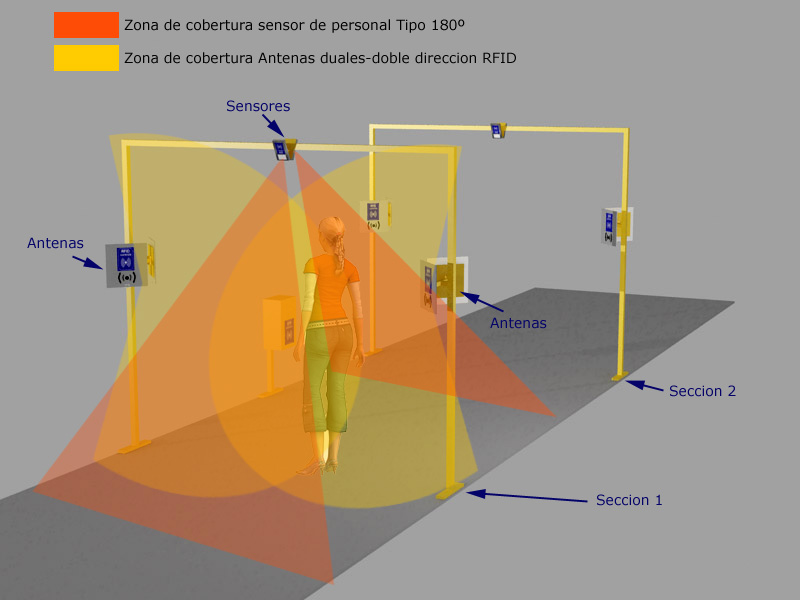 Zona de cobertura sensor de personal Tipo 180º
Zona de cobertura Antenas duales-doble direccion RFID
Sensores
Antenas
Antenas
Seccion 2
Seccion 1